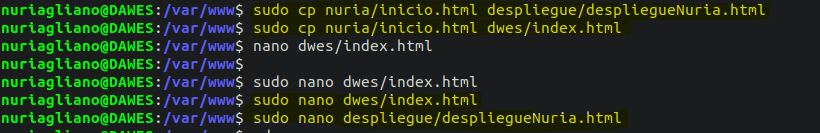 nuriagliano@DAWES:/var/www$ sudo cp nuria/inicio.html despliegue/despliegueNuria.html
nuriagliano@DAWES:/var/www$ sudo cp nuria/inicio.html dwes/index.html
nuriagliano@DAWES:/var/www$ nano dwes/index.html
nuriagliano@DAWES:/var/www$
nuriagliano@DAWES:/var/www$ sudo nano dwes/index.html
nuriagliano@DAWES:/var/www$ sudo nano dwes/index.html
nuriagliano@DAWES:/var/www$ sudo nano despliegue/despliegueNuria.html